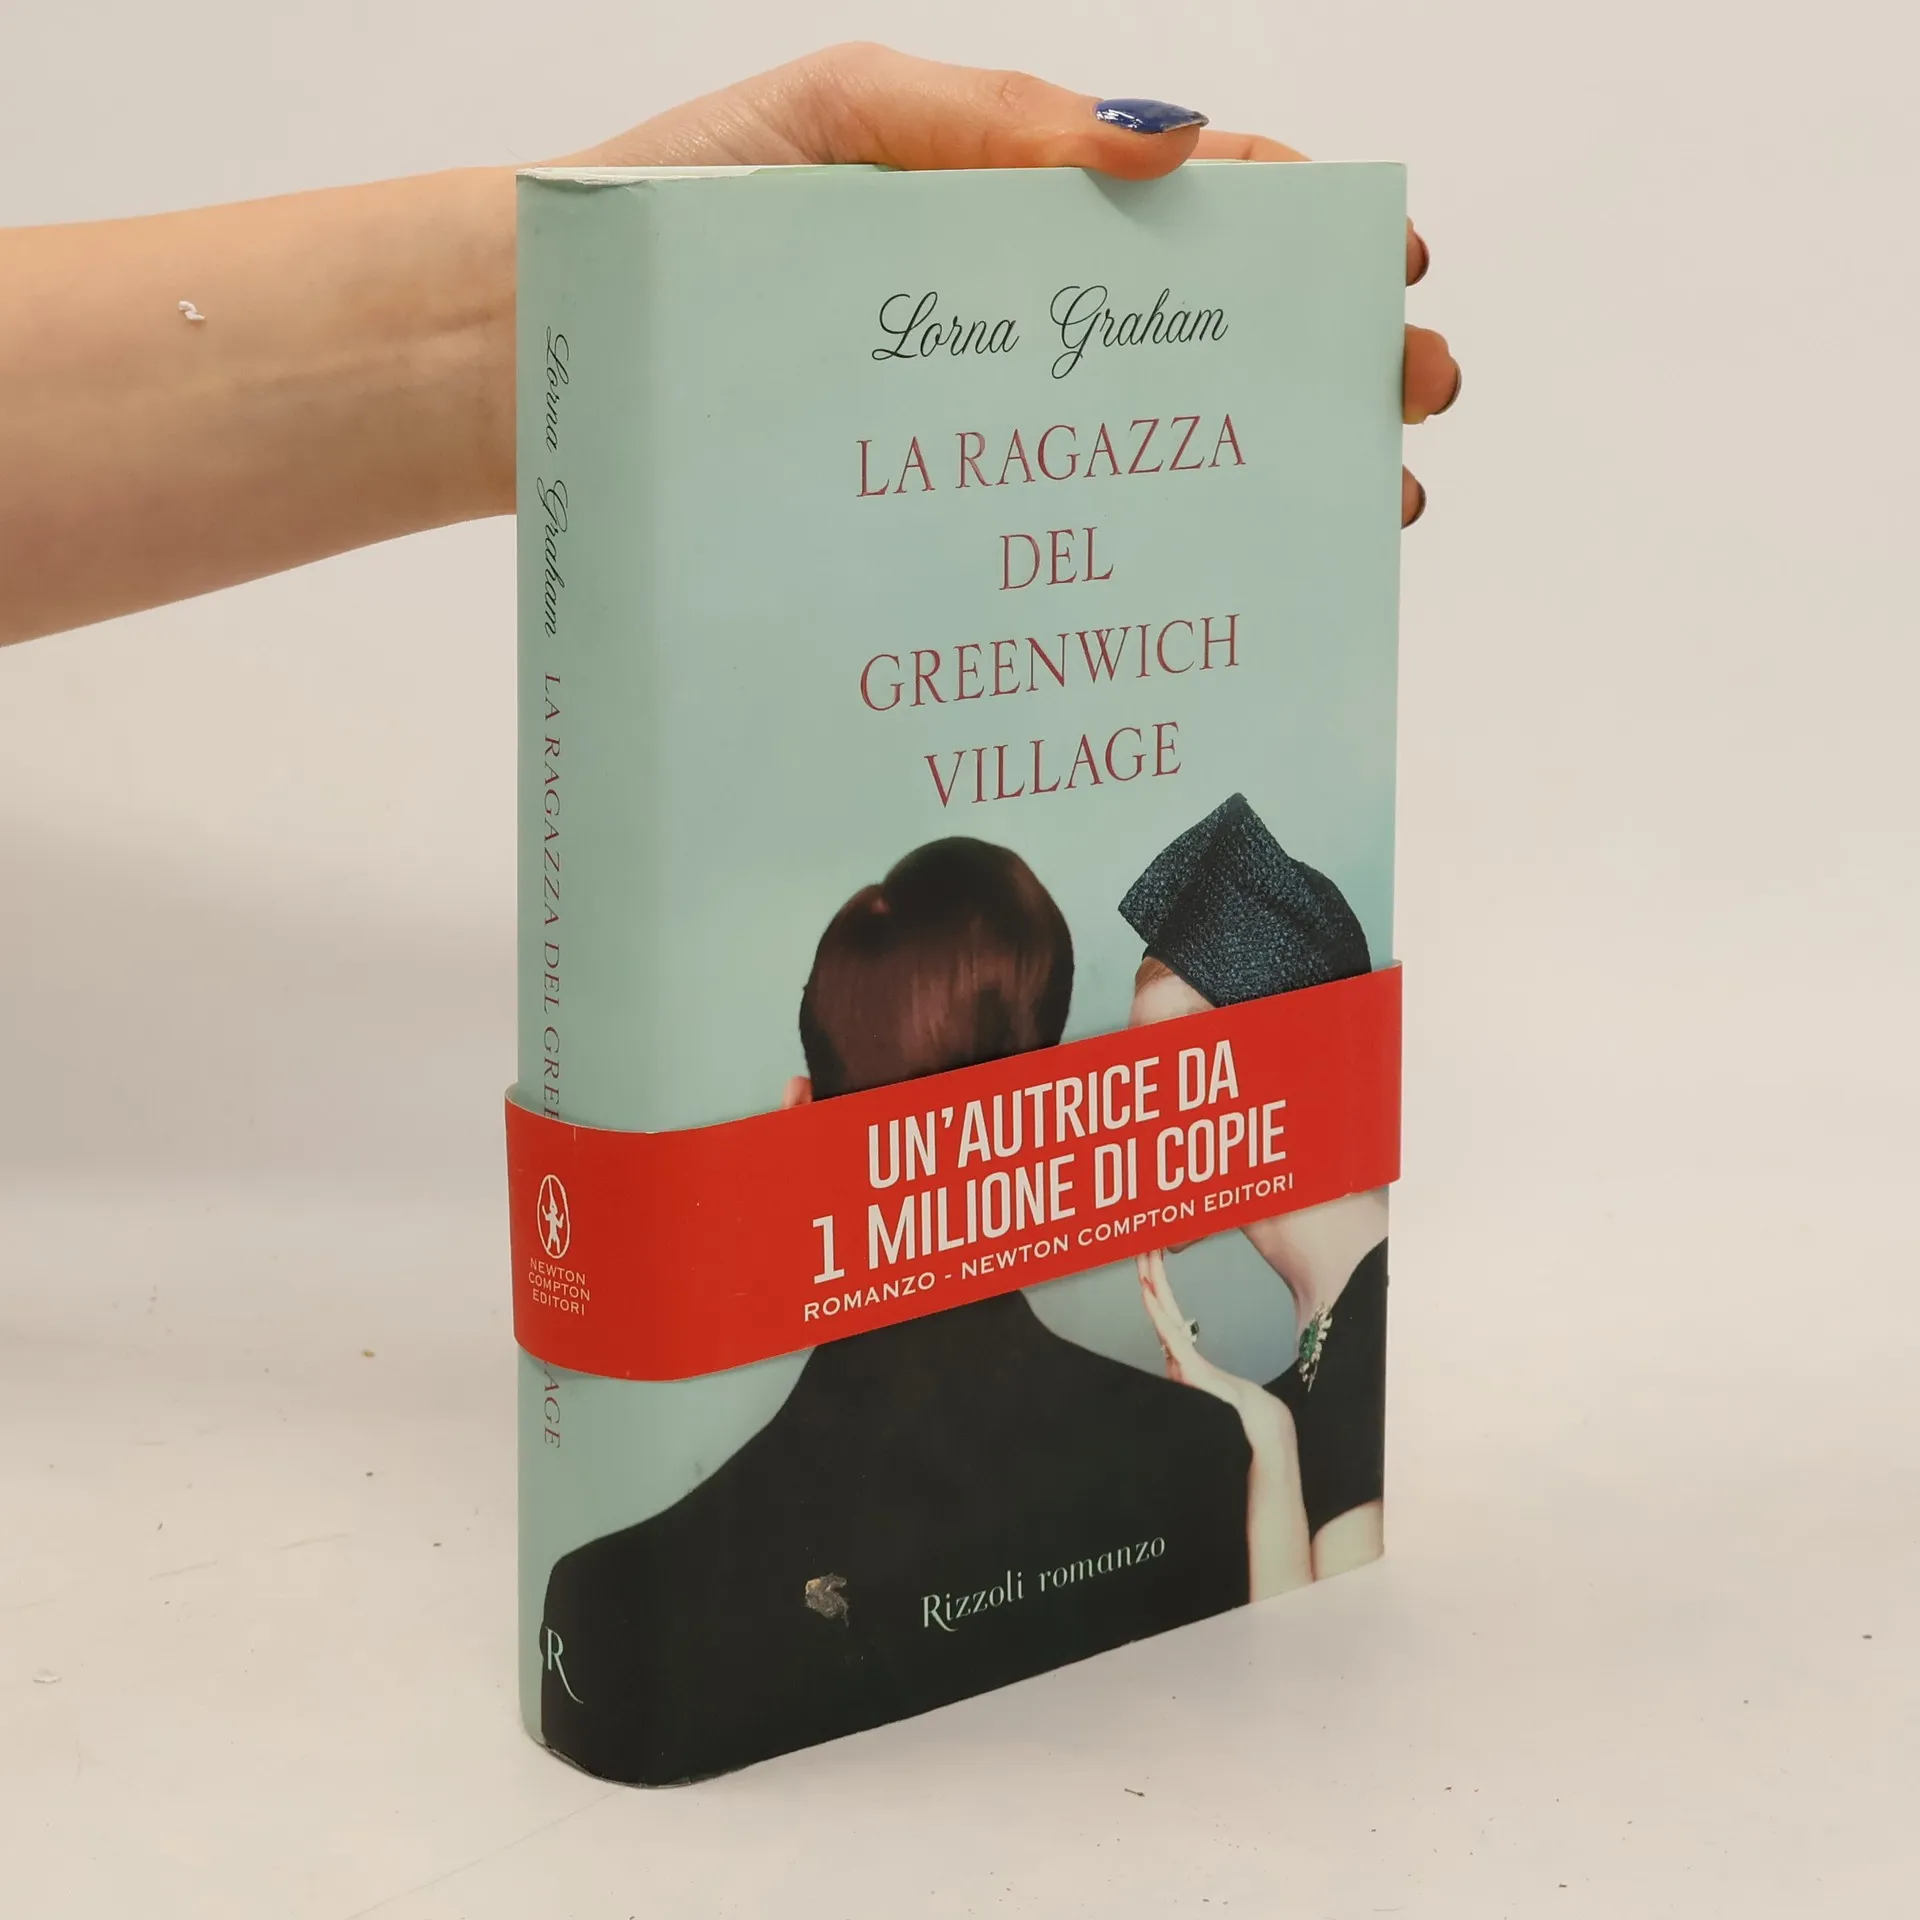 Lorna Graham
LA RAGAZZA
DEL
GREENWICH
VILLAGE
UN'AUTRICE DA
1 MILIONE DI COPIE
ROMANZO - NEWTON COMPTON EDITORI
Rizzoli romanzo
Lorna Graham LA RAGAZZA DEL GREE
AGE
NEWTON
COMPTON
EDITORI
R